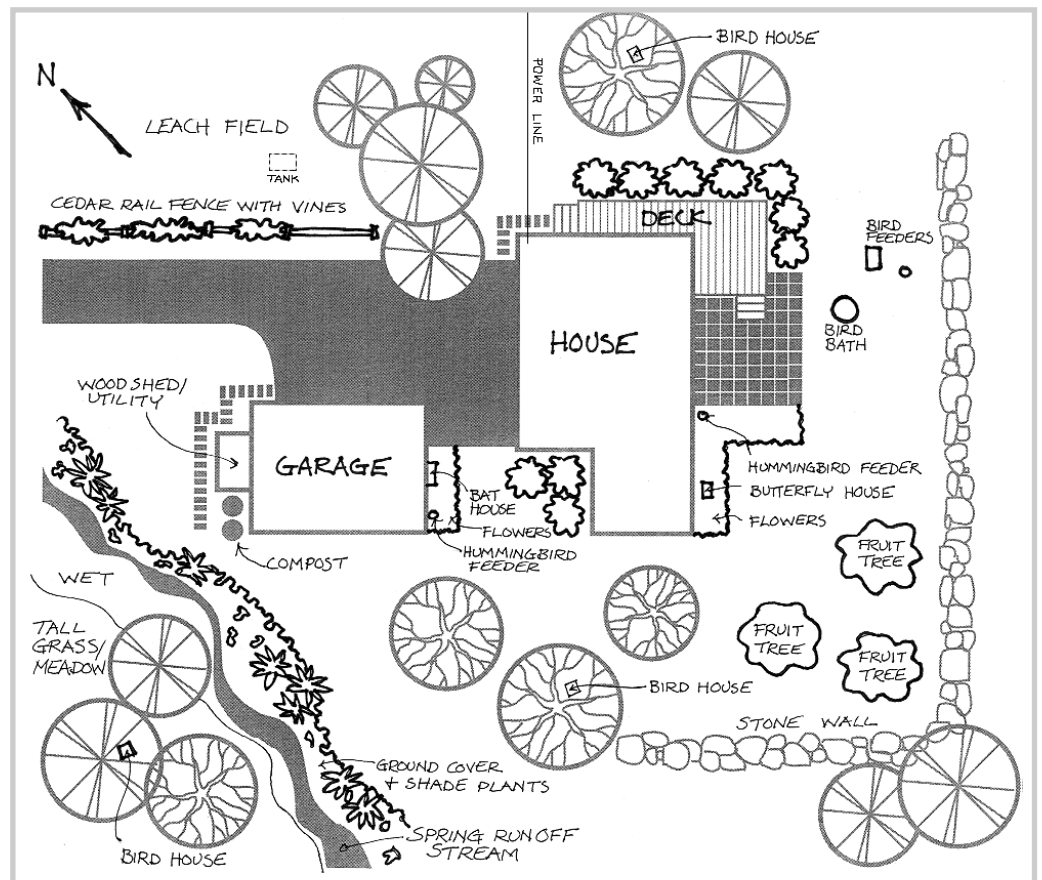 BIRD HOUSE
N
POWER LINE
LEACH FIELD
TANK
CEDAR RAIL FENCE WITH VINES
DECK
BIRD
FEEDERS
BIRD
BATH
HOUSE
WOOD SHED/
UTILITY
GARAGE
BAT
HOUSE
FLOWERS
HUMMINGBIRD
FEEDER
HUMMINGBIRD FEEDER
BUTTERFLY HOUSE
FLOWERS
COMPOST
FRUIT
TREE
WET
TALL
GRASS/
MEADOW
FRUIT
TREE
FRUIT
TREE
BIRD HOUSE
STONE WALL
GROUND COVER
+ SHADE PLANTS
SPRING RUNOFF
STREAM
BIRD HOUSE